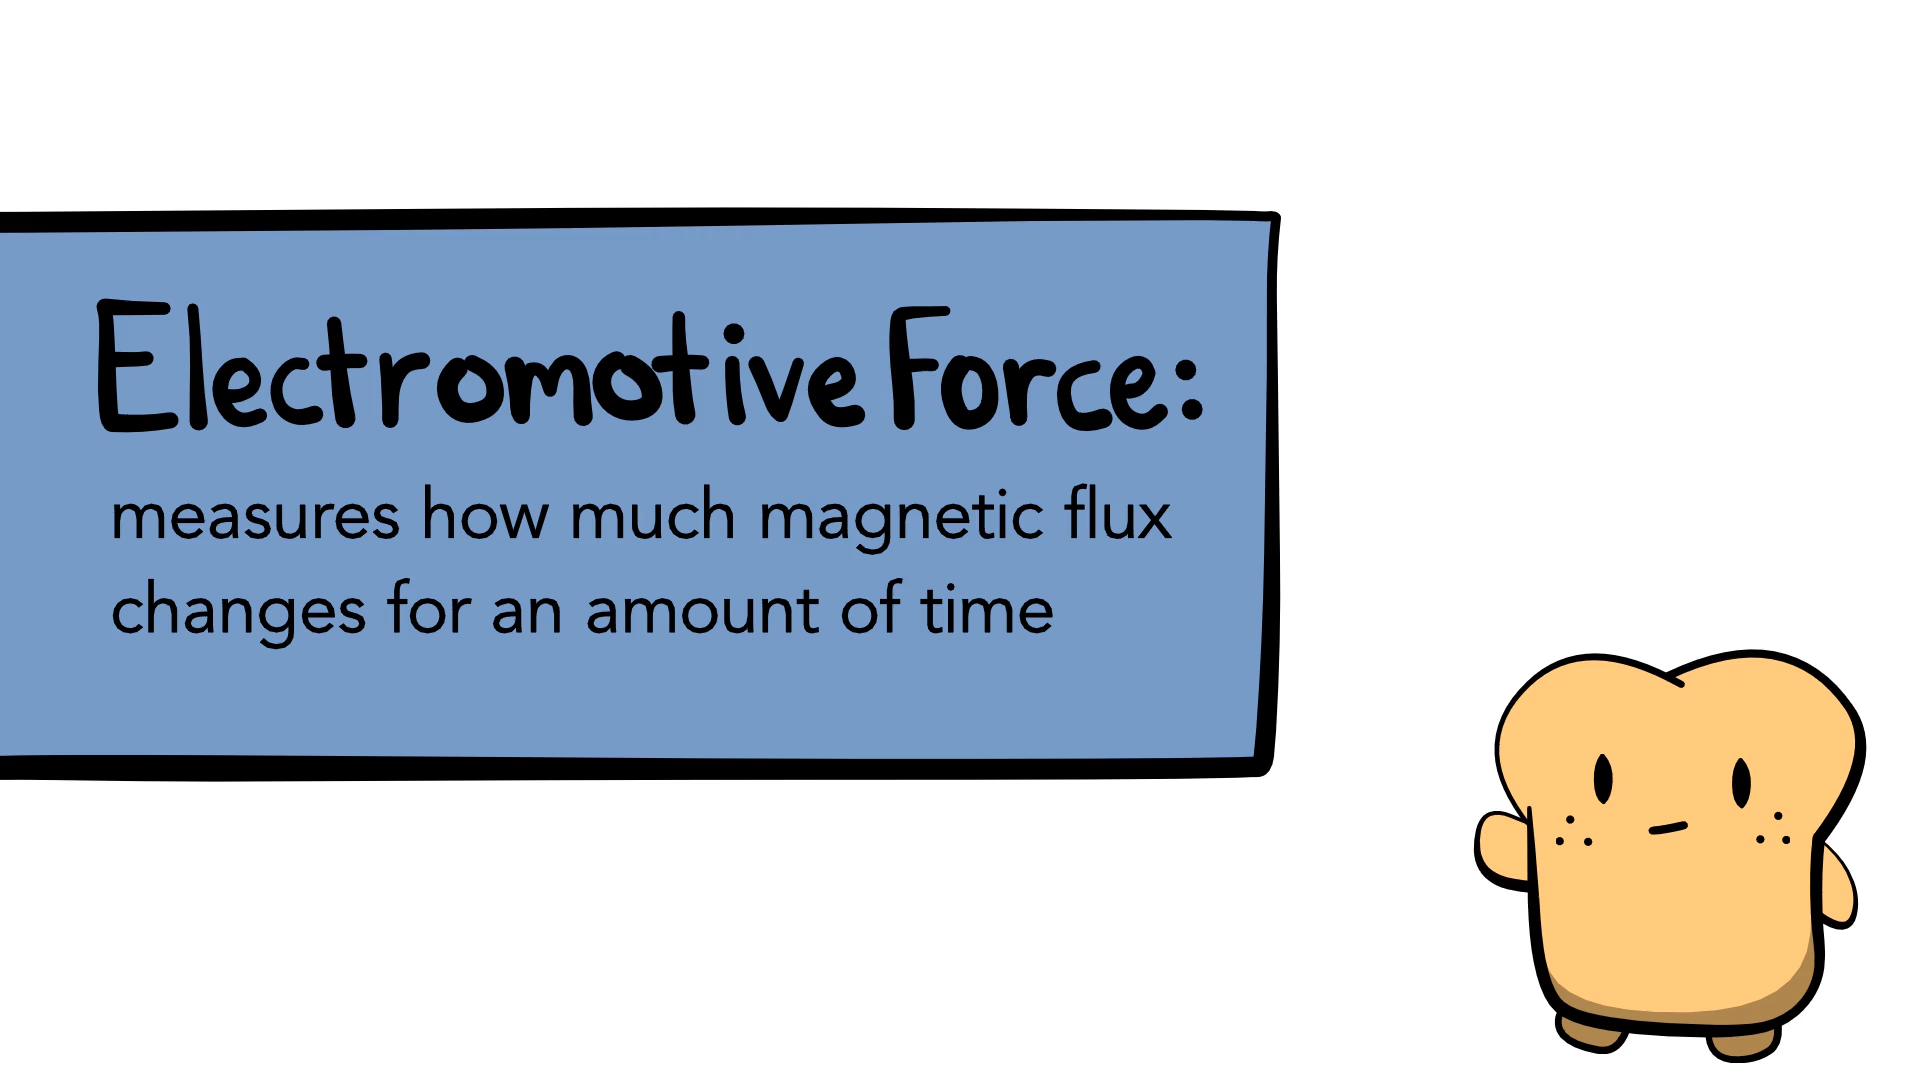 Electromotive Force:
measures how much magnetic flux
changes for an amount of time